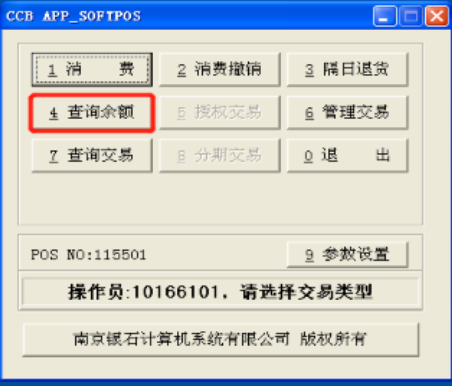 CCB APP_SOFTPOS
1 消 费 2 消费撤销 3 隔日退货
4 查询余额 5 授权交易 6 管理交易
7 查询交易 8 分期交易 0 退 出
POS NO:115501 9 参数设置
操作员:10166101，请选择交易类型
南京银石计算机系统有限公司 版权所有